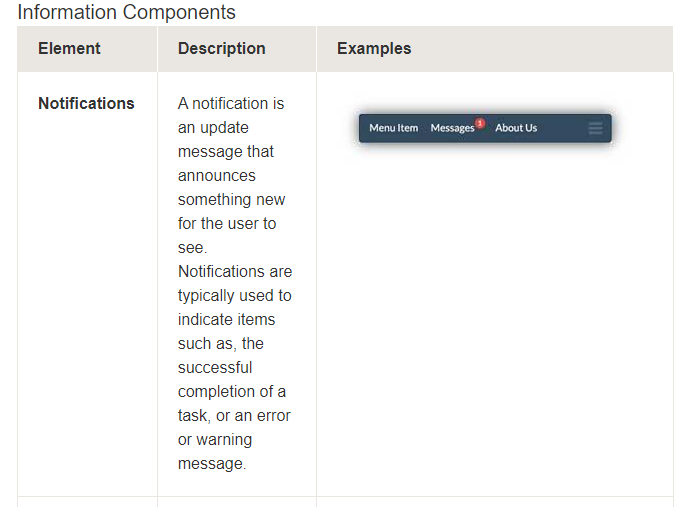 Information Components
Element Description Examples
Notifications
A notification is
an update
message that
announces
something new
for the user to
see.
Notifications are
typically used to
indicate items
such as, the
successful
completion of a
task, or an error
or warning
message.
Menu Item Messages 1 About Us